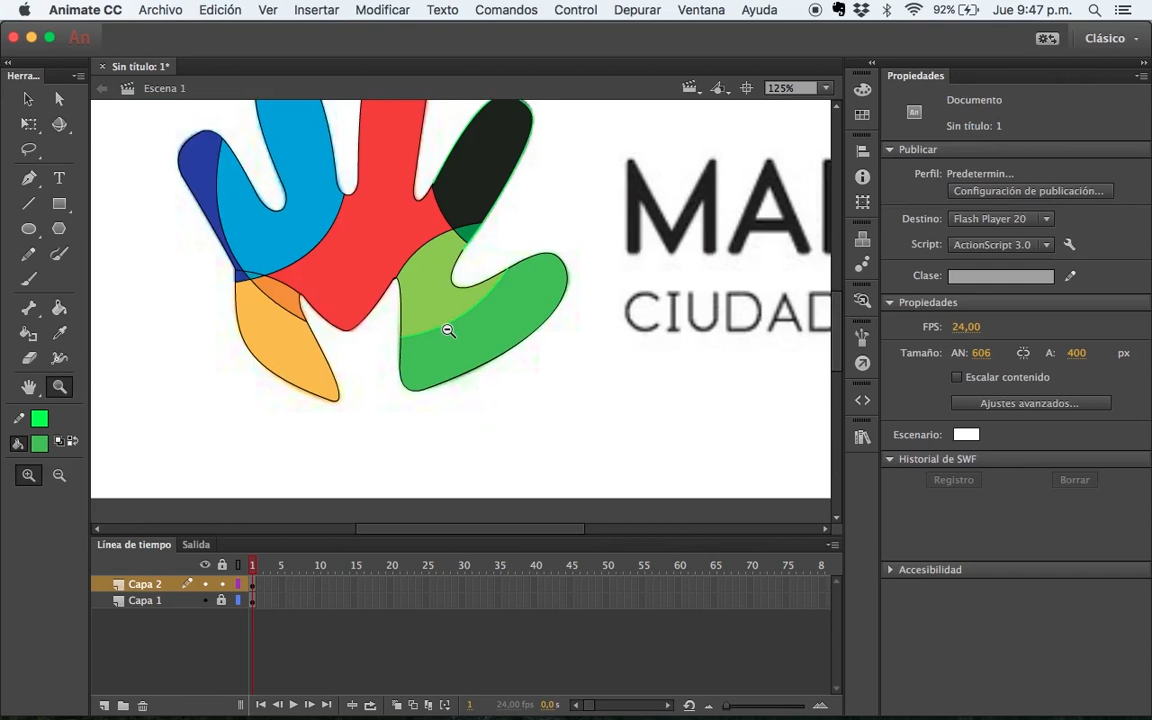 Animate CC Archivo Edición Ver Insertar Modificar Texto Comandos Control Depurar Ventana Ayuda 92% Jue 9:47 p.m.
An Clásico
Herra... Sin título: 1* Propiedades
Escena 1 125%
Documento
An Sin título: 1
Publicar
Perfil: Predetermin...
Configuración de publicación...
Destino: Flash Player 20
Script: ActionScript 3.0
Clase:
Propiedades
FPS: 24,00
Tamaño: AN: 606 A: 400 px
Escalar contenido
Ajustes avanzados...
Escenario:
Historial de SWF
Registro Borrar
Accesibilidad
MA
CIUDAD
Línea de tiempo Salida
1 5 10 15 20 25 30 35 40 45 50 55 60 65 70 75 8
Capa 2
Capa 1
1 24,00 fps 0,0 s